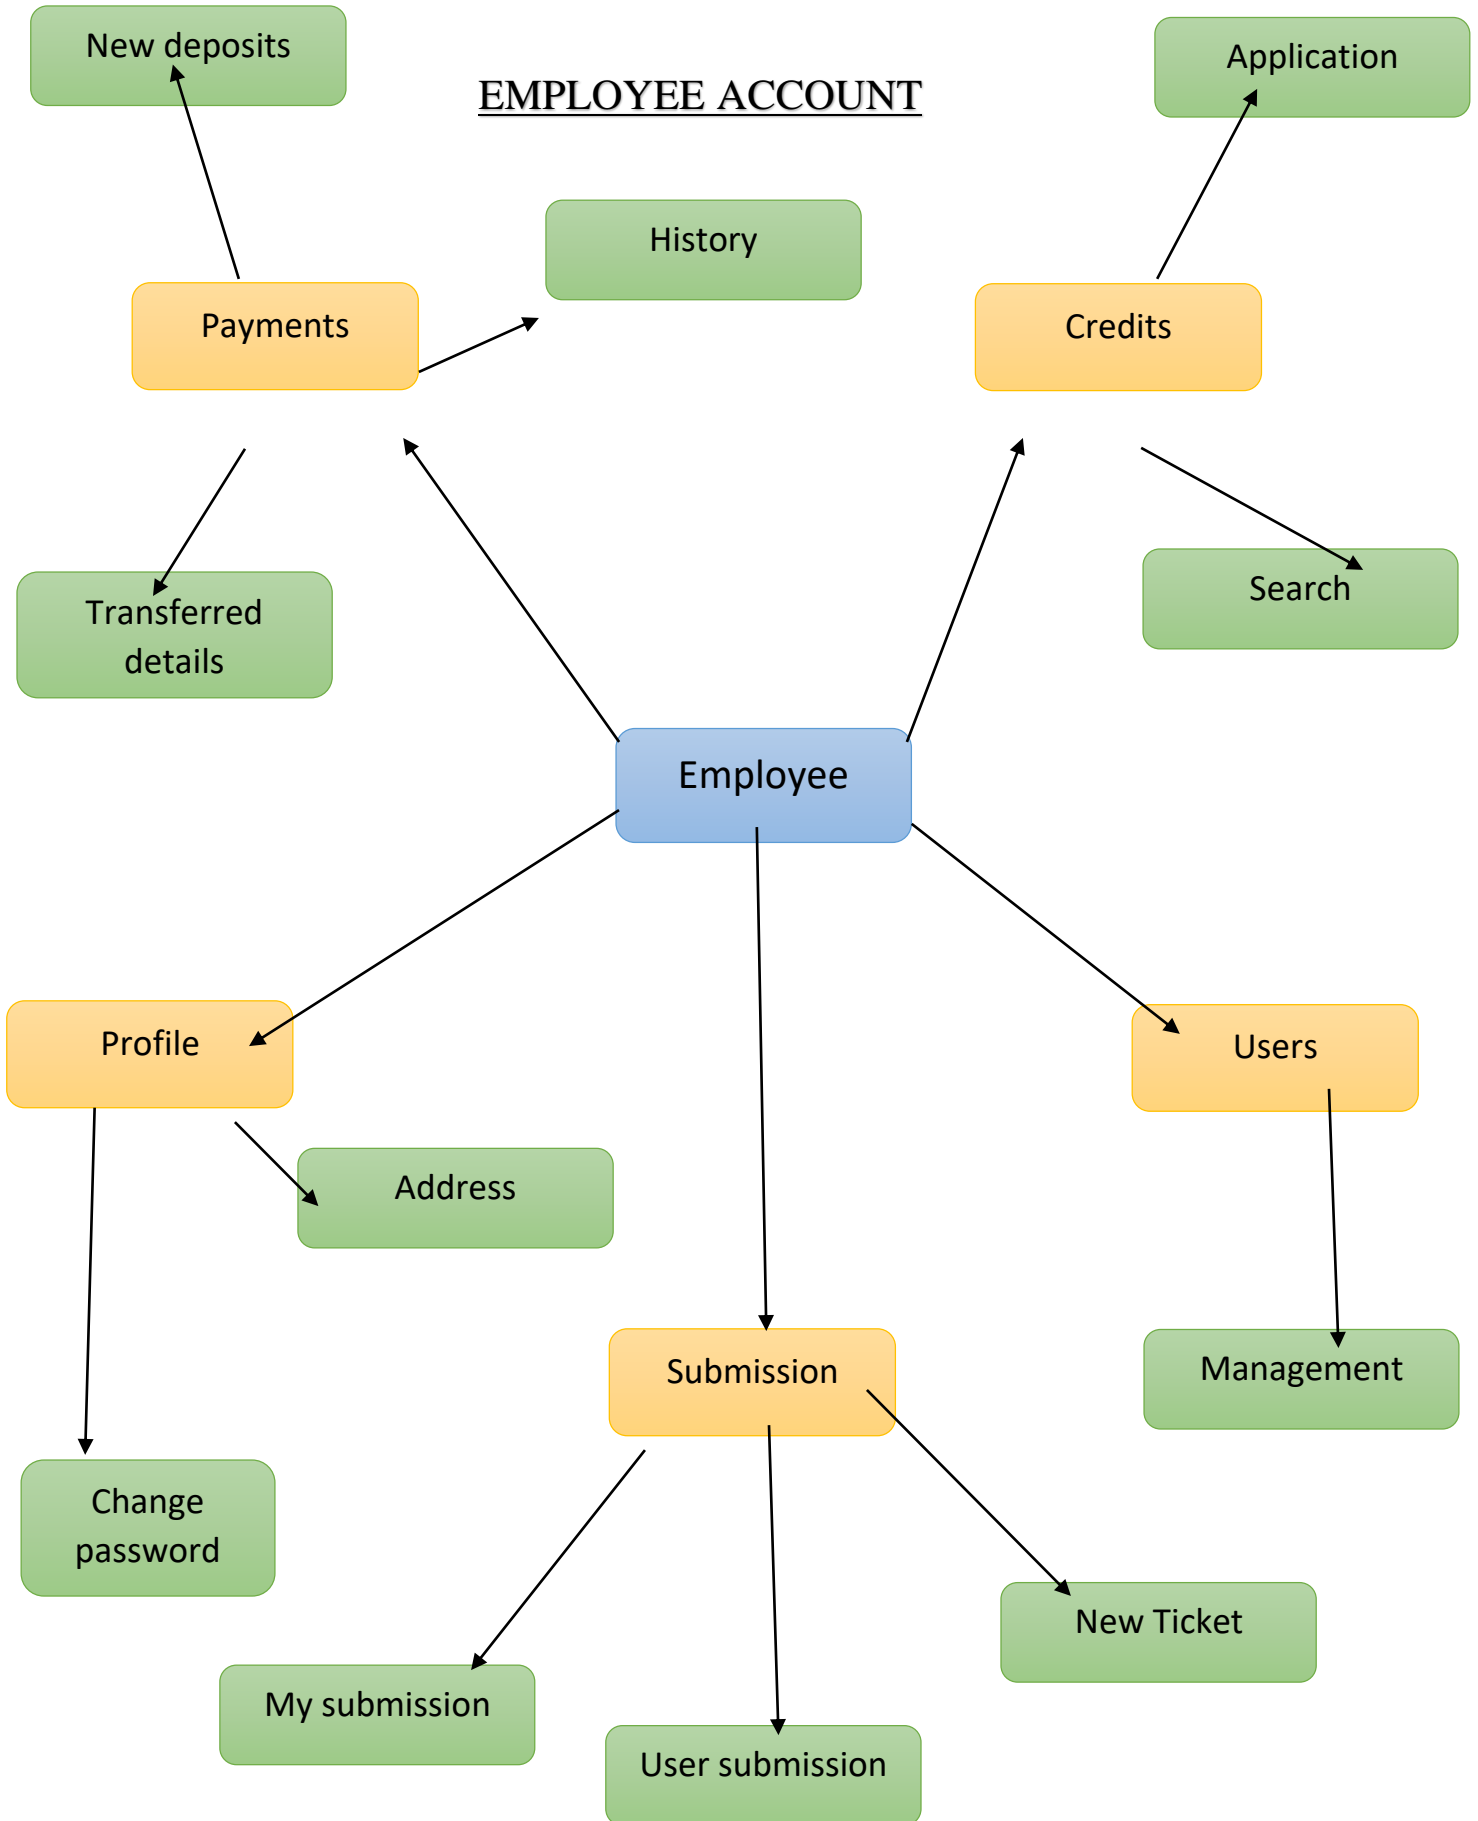 New deposits
Application
EMPLOYEE ACCOUNT
History
Payments
Credits
Transferred
details
Search
Employee
Profile
Users
Address
Submission
Management
Change
password
New Ticket
My submission
User submission